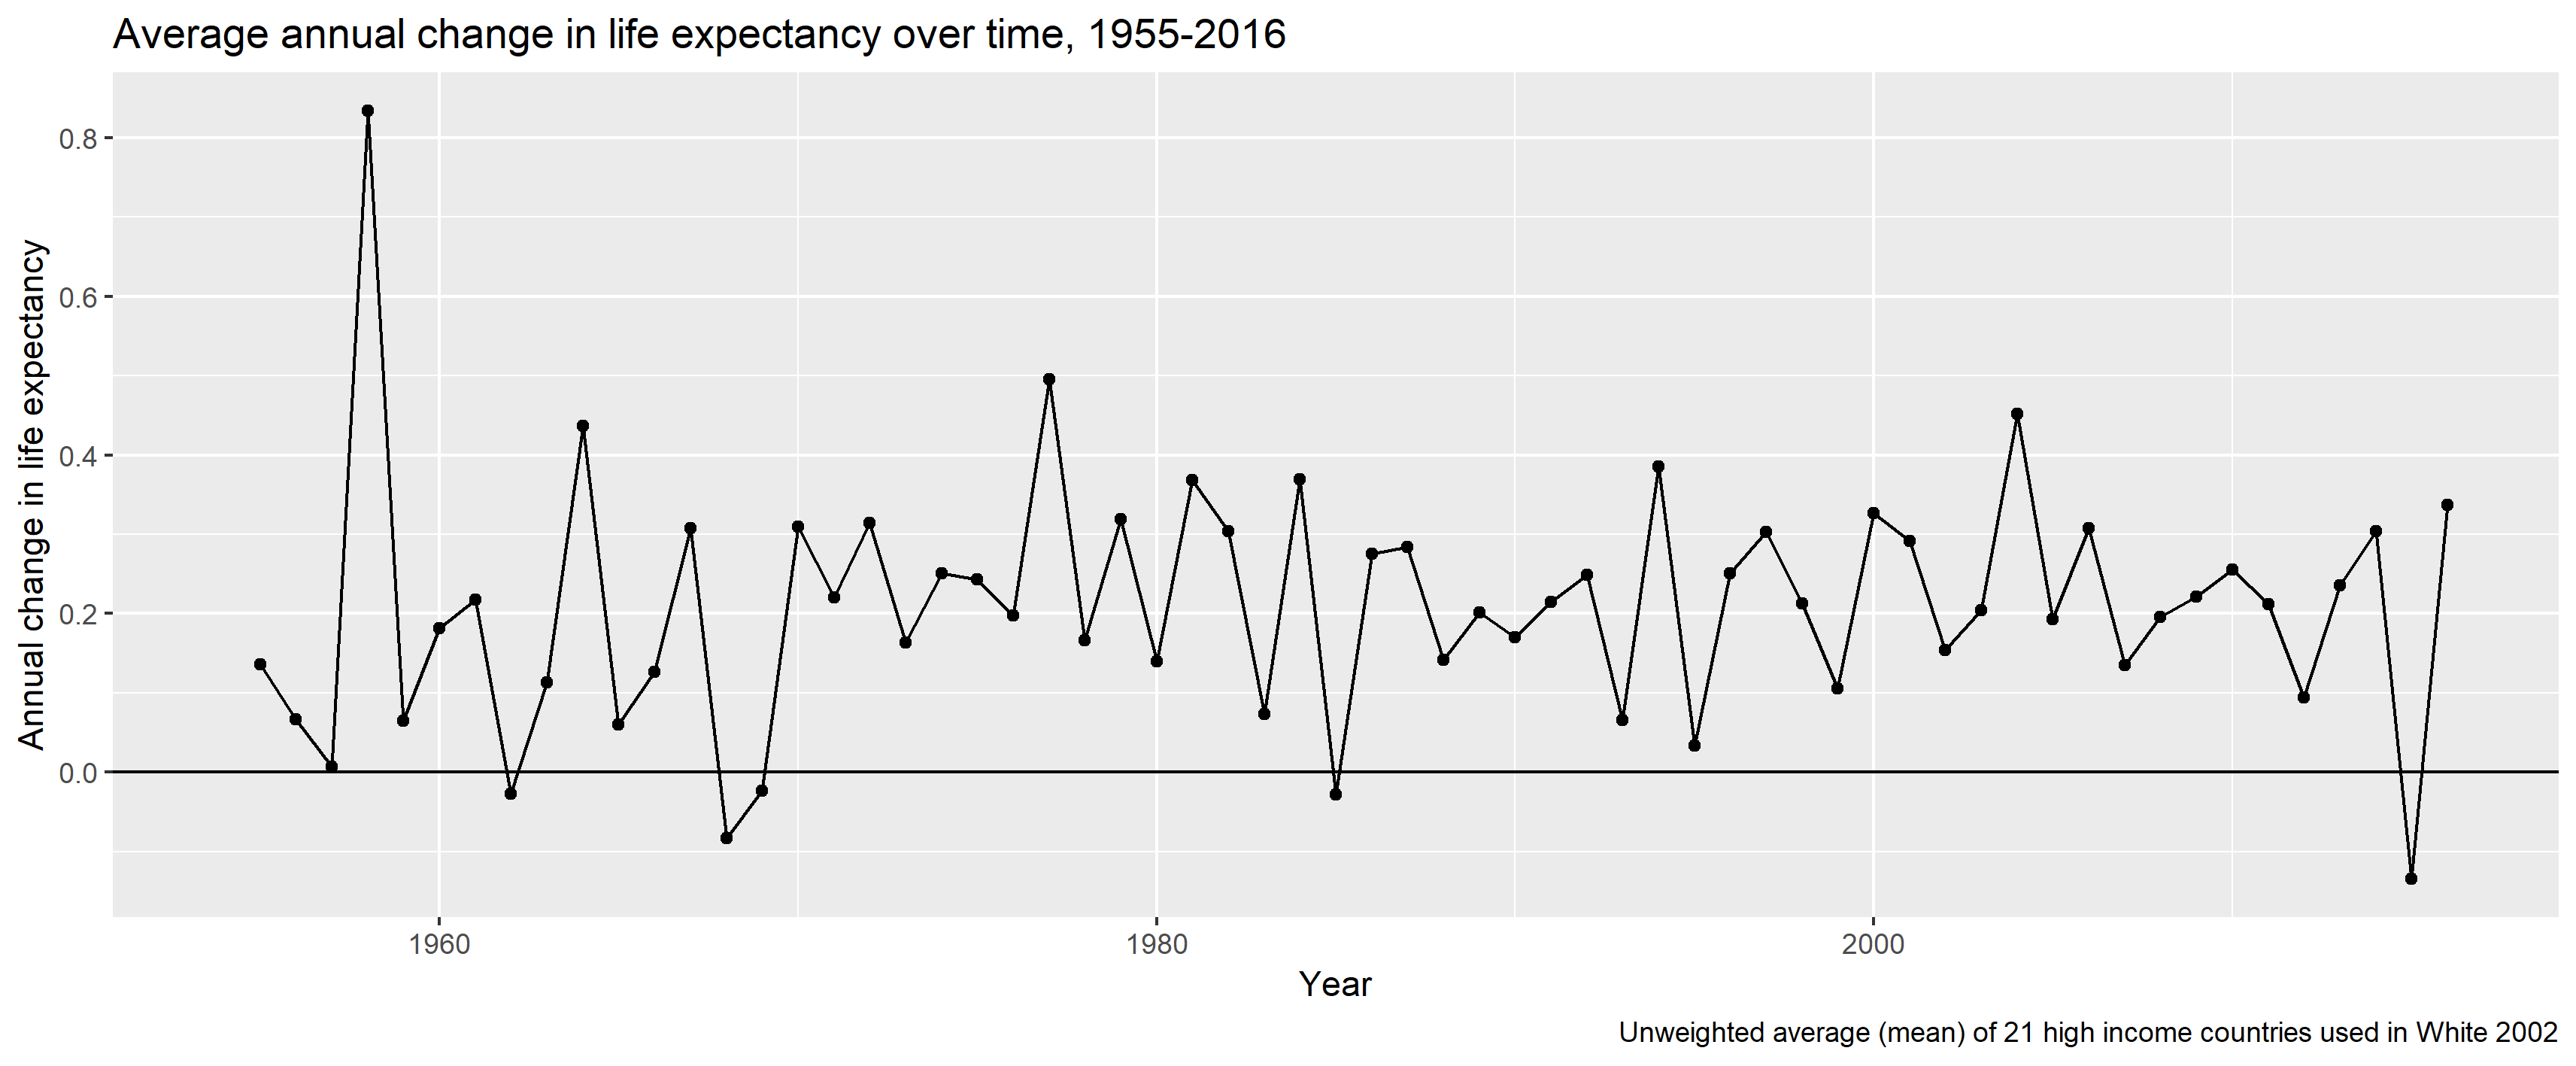 Average annual change in life expectancy over time, 1955-2016
Annual change in life expectancy
0.8
0.6
0.4
0.2
0.0
1960
1980
2000
Year
Unweighted average (mean) of 21 high income countries used in White 2002